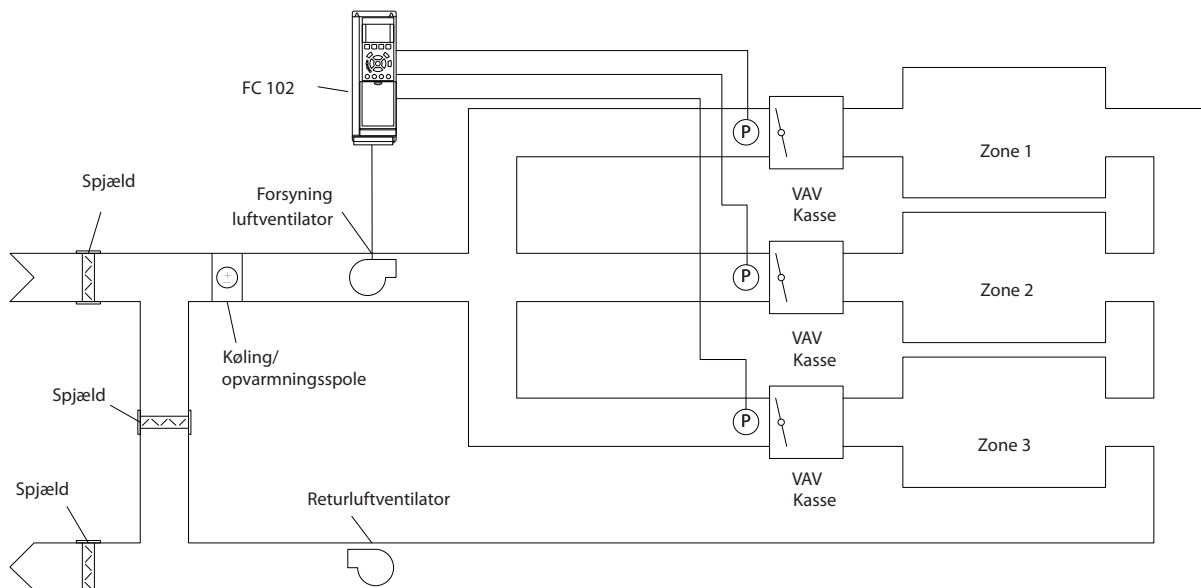 FC 102
P
Zone 1
Spjæld
Forsyning
luftventilator
VAV
Kasse
P
Zone 2
Køling/
opvarmningsspole
VAV
Kasse
Spjæld
P
Zone 3
VAV
Kasse
Spjæld
Returluftventilator